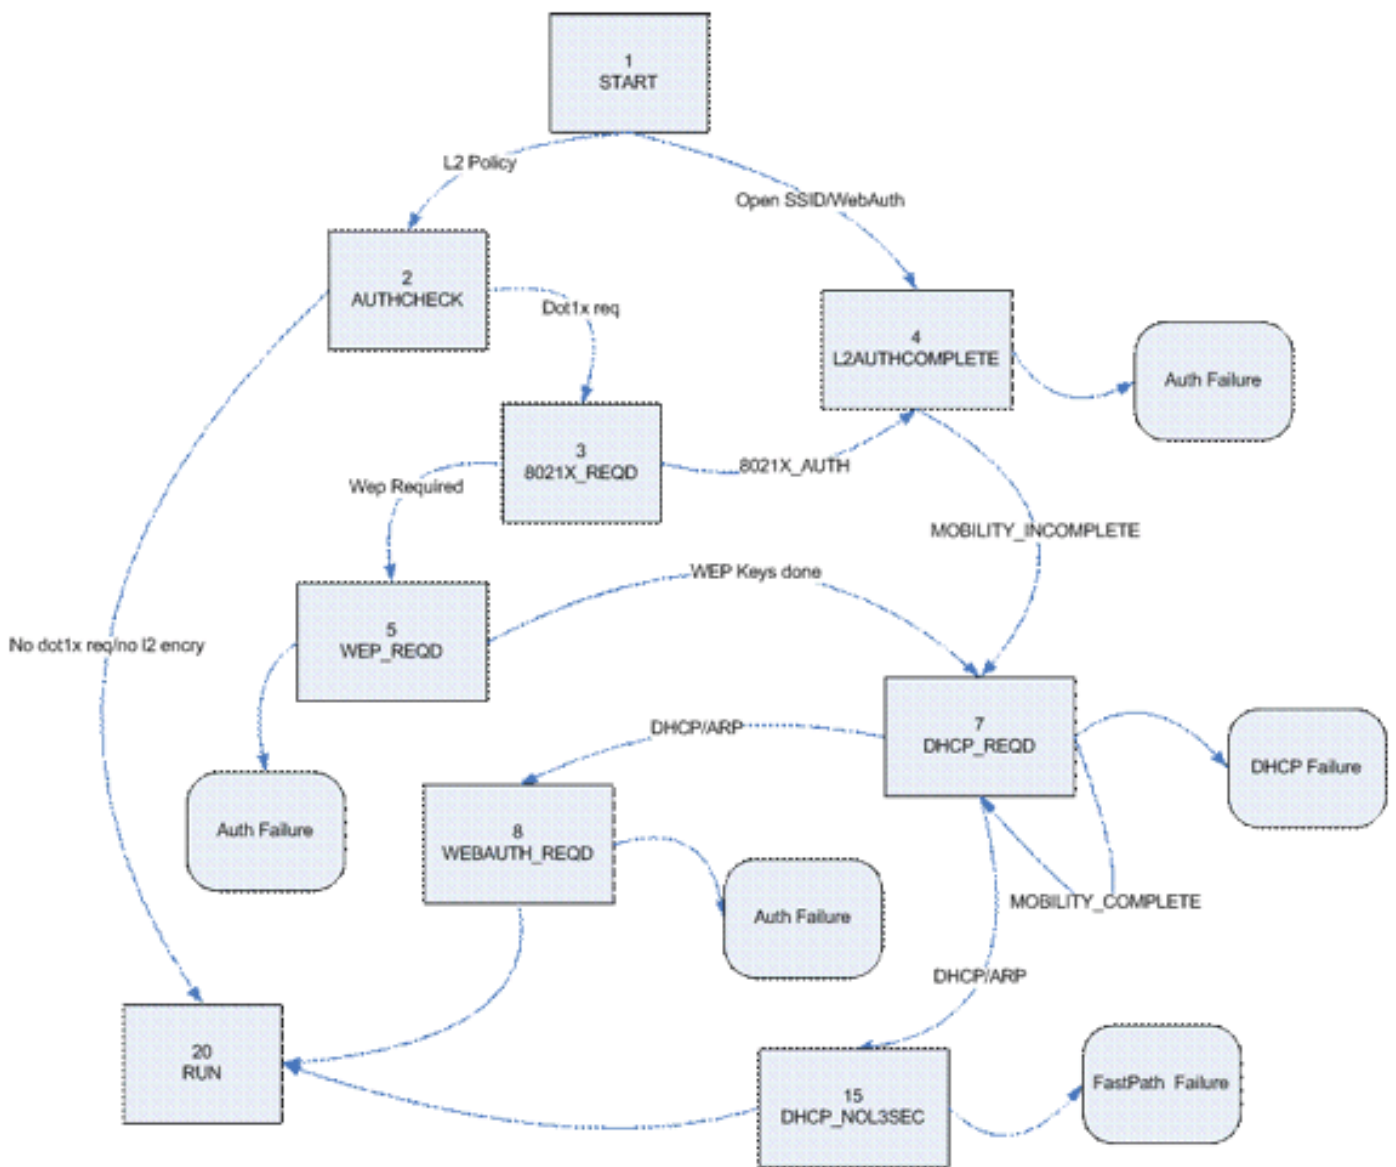 1
START
L2 Policy
Open SSID/WebAuth
2
AUTHCHECK
Dot1x req
4
L2AUTHCOMPLETE
Auth Failure
3
8021X_REQD
8021X_AUTH
Wep Required
MOBILITY_INCOMPLETE
WEP Keys done
5
WEP_REQD
No dot1x req/no l2 encry
7
DHCP_REQD
DHCP/ARP
DHCP Failure
Auth Failure
8
WEBAUTH_REQD
MOBILITY_COMPLETE
Auth Failure
DHCP/ARP
20
RUN
15
DHCP_NOL3SEC
FastPath Failure